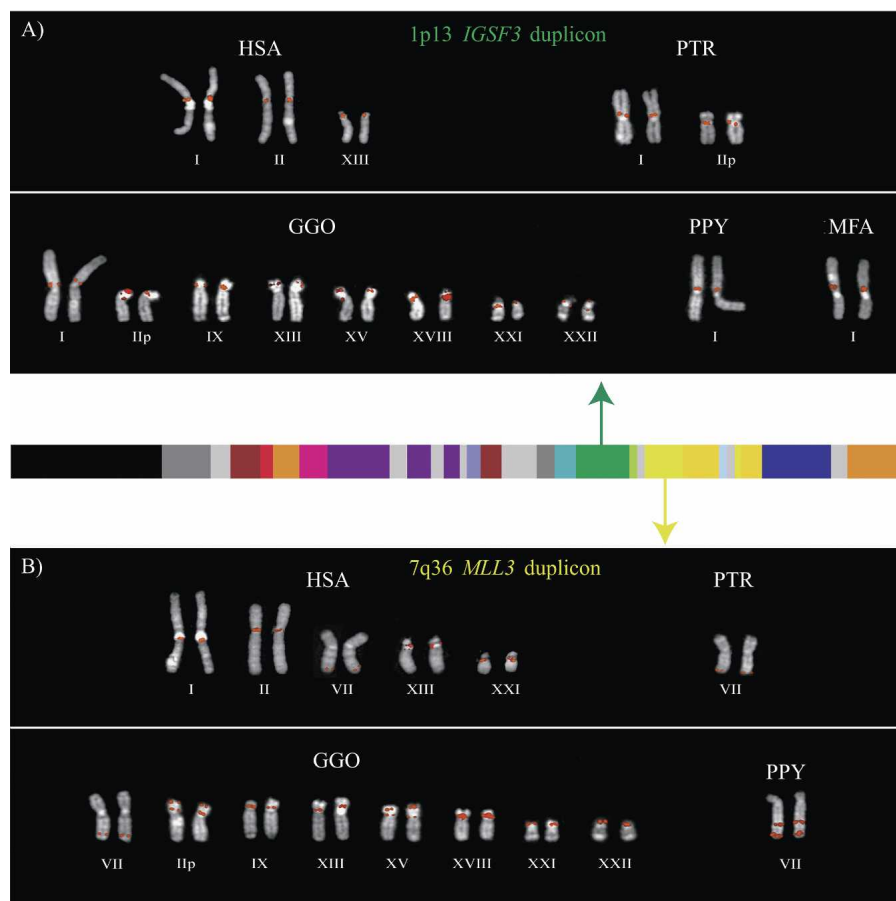 A)
1p13 IGSF3 duplicon
HSA PTR
I II XIII I IIp
GGO PPY :MFA
I IIp IX XIII XV XVIII XXI XXII I I
B)
7q36 MLL3 duplicon
HSA PTR
I II VII XIII XXI VII
GGO PPY
VII IIp IX XIII XV XVIII XXI XXII VII